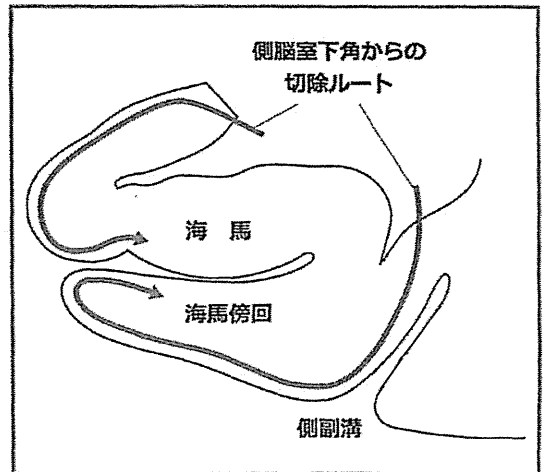 側脳室下角からの
切除ルート
海馬
海馬傍回
側副溝